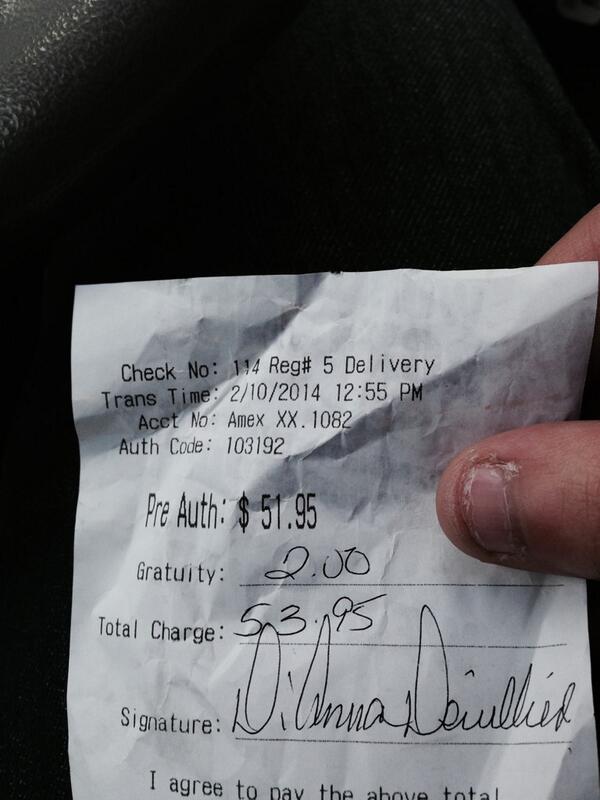 Check No: 114 Reg# 5 Delivery
Trans Time: 2/10/2014 12:55 PM
Acct No: Amex XX.1082
Auth Code: 103192
Pre Auth: $ 51.95
Gratuity: 2.00
Total Charge: 53.95
Signature:
I agree to pay the above total